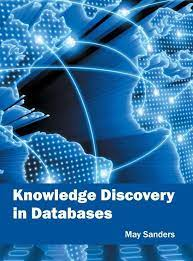 Knowledge Discovery
in Databases
May Sanders